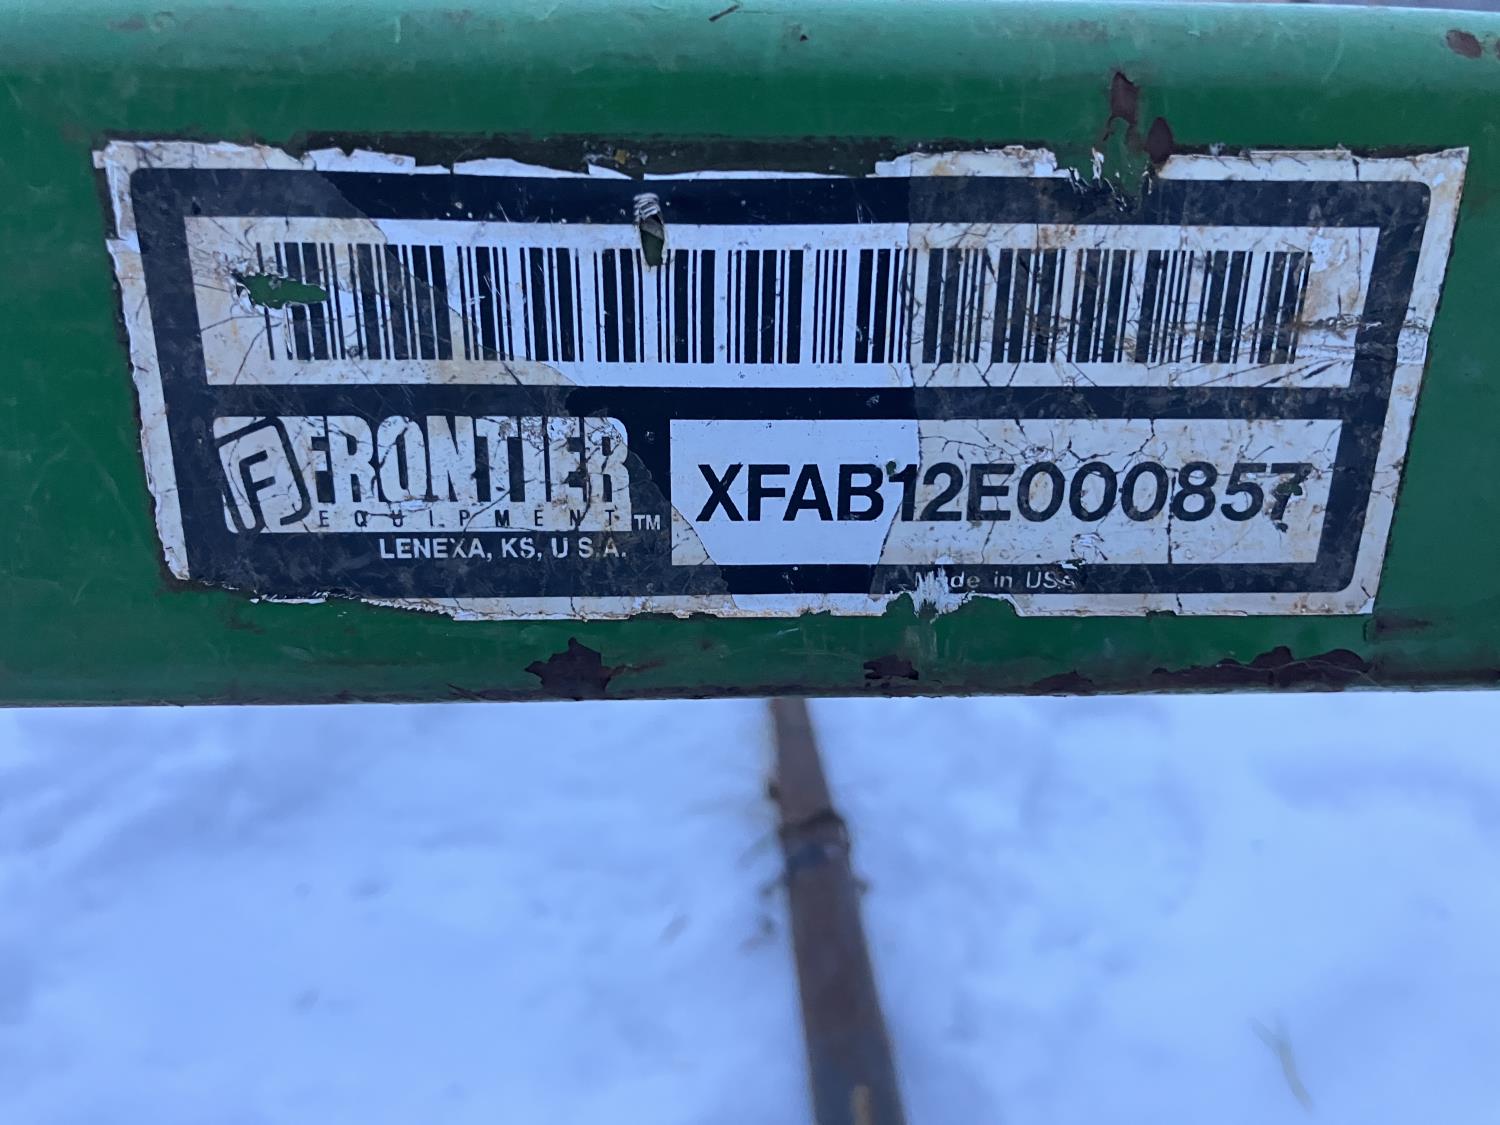 F FRONTIER
EQUIPMENT™
LENEXA, KS, U.S.A.
XFAB12E000857
Made in USA